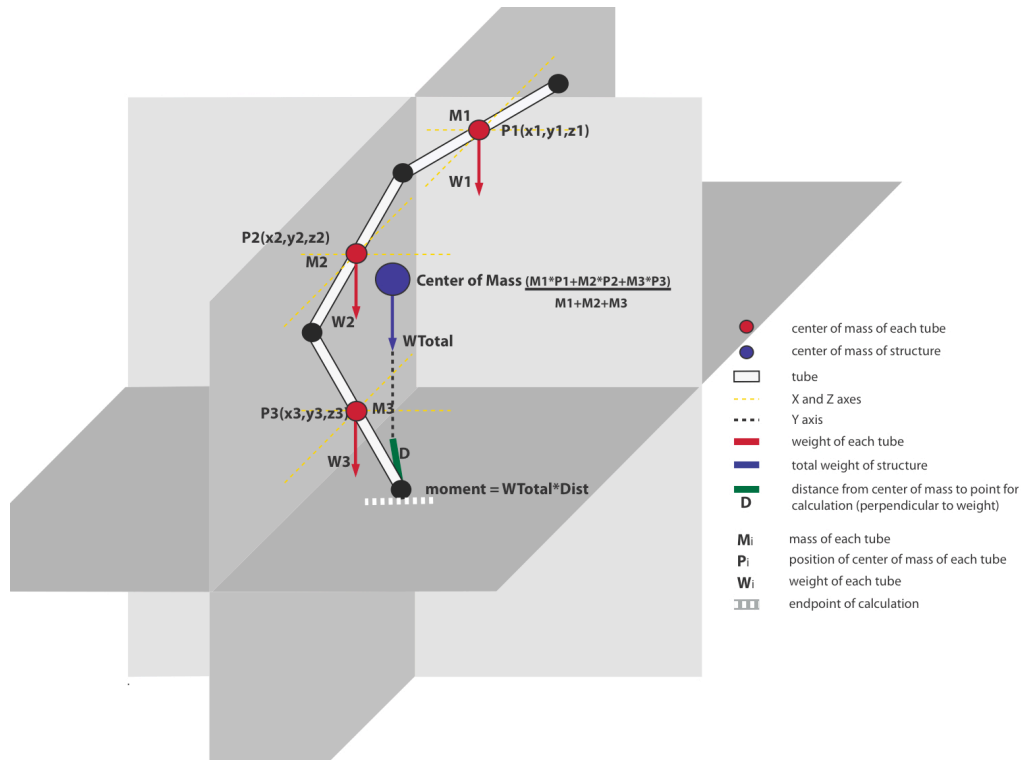 M1
P1(x1,y1,z1)
W1
P2(x2,y2,z2)
M2
Center of Mass (M1*P1+M2*P2+M3*P3)
M1+M2+M3
W2
WTotal
P3(x3,y3,z3)
M3
W3
D
moment = WTotal*Dist
center of mass of each tube
center of mass of structure
tube
X and Z axes
Y axis
weight of each tube
total weight of structure
distance from center of mass to point for
D calculation (perpendicular to weight)
Mi mass of each tube
Pi position of center of mass of each tube
Wi weight of each tube
endpoint of calculation